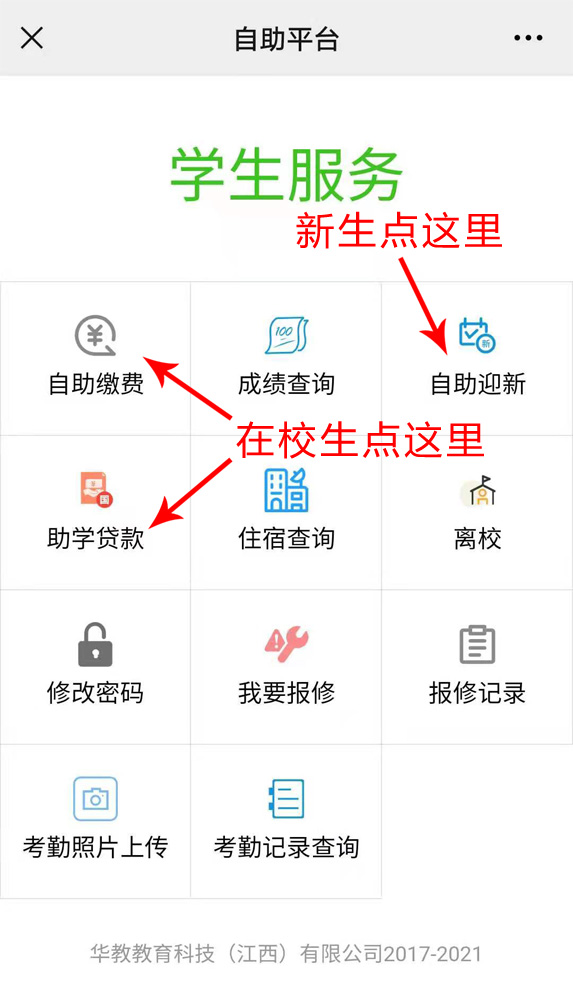 自助平台
学生服务
新生点这里
100
新
自助缴费
成绩查询
自助迎新
在校生点这里
国
助学贷款
住宿查询
离校
修改密码
我要报修
报修记录
考勤照片上传
考勤记录查询
华教教育科技（江西）有限公司2017-2021